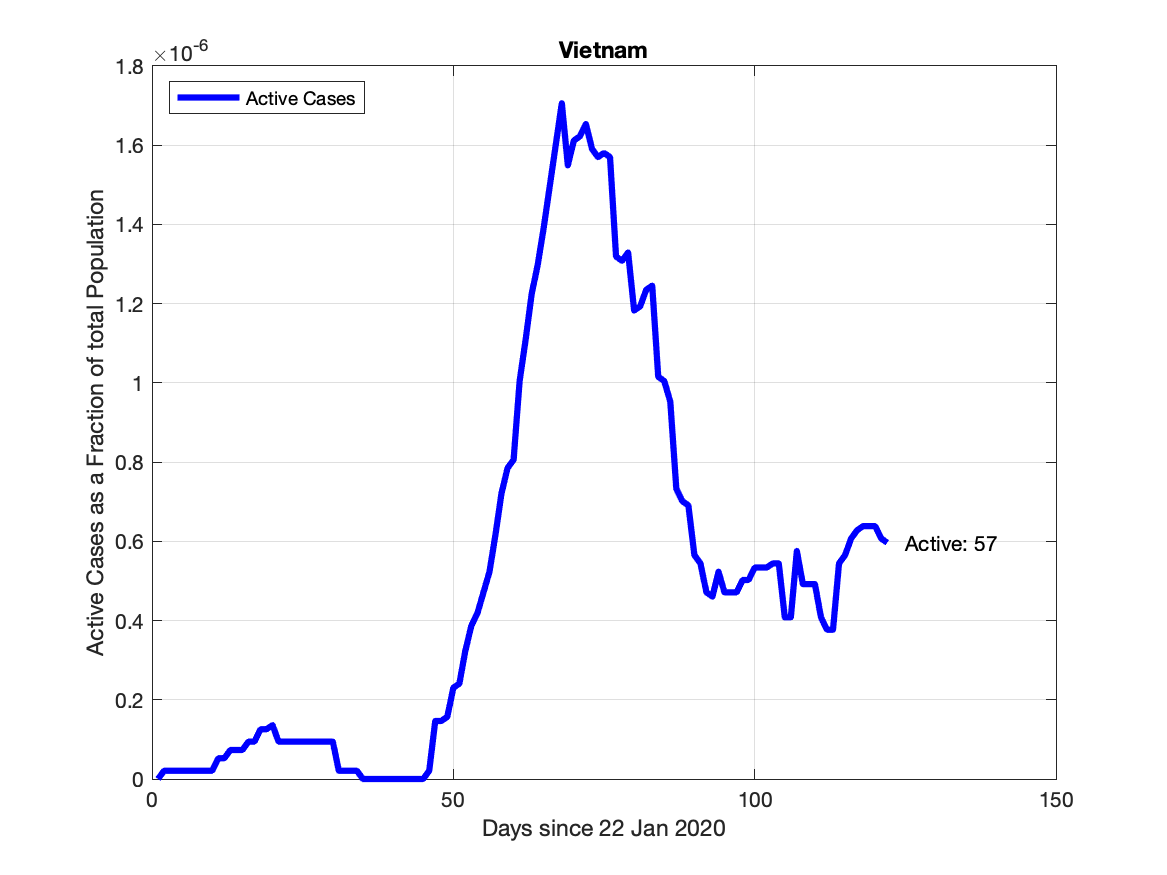 Vietnam
×10-6
Active Cases
1.8
1.6
1.4
1.2
1
0.8
0.6
0.4
0.2
0
Active Cases as a Fraction of total Population
Active: 57
0 50 100 150
Days since 22 Jan 2020